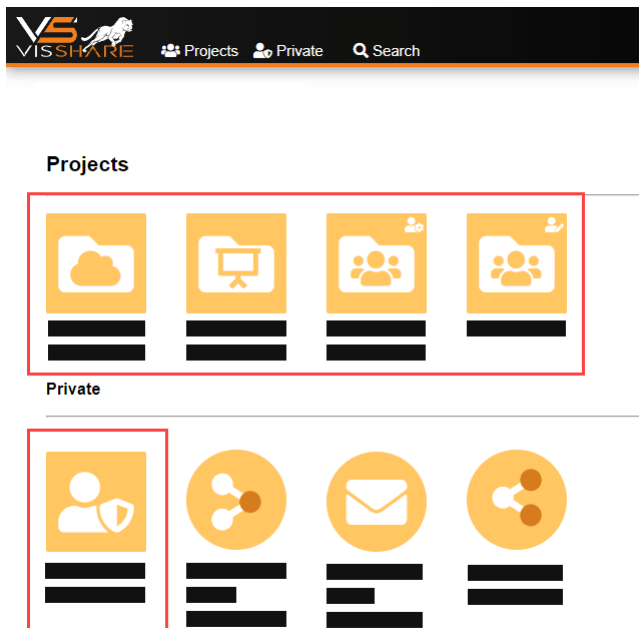 VS
VISSHARE
Projects Private Search
Projects
Private